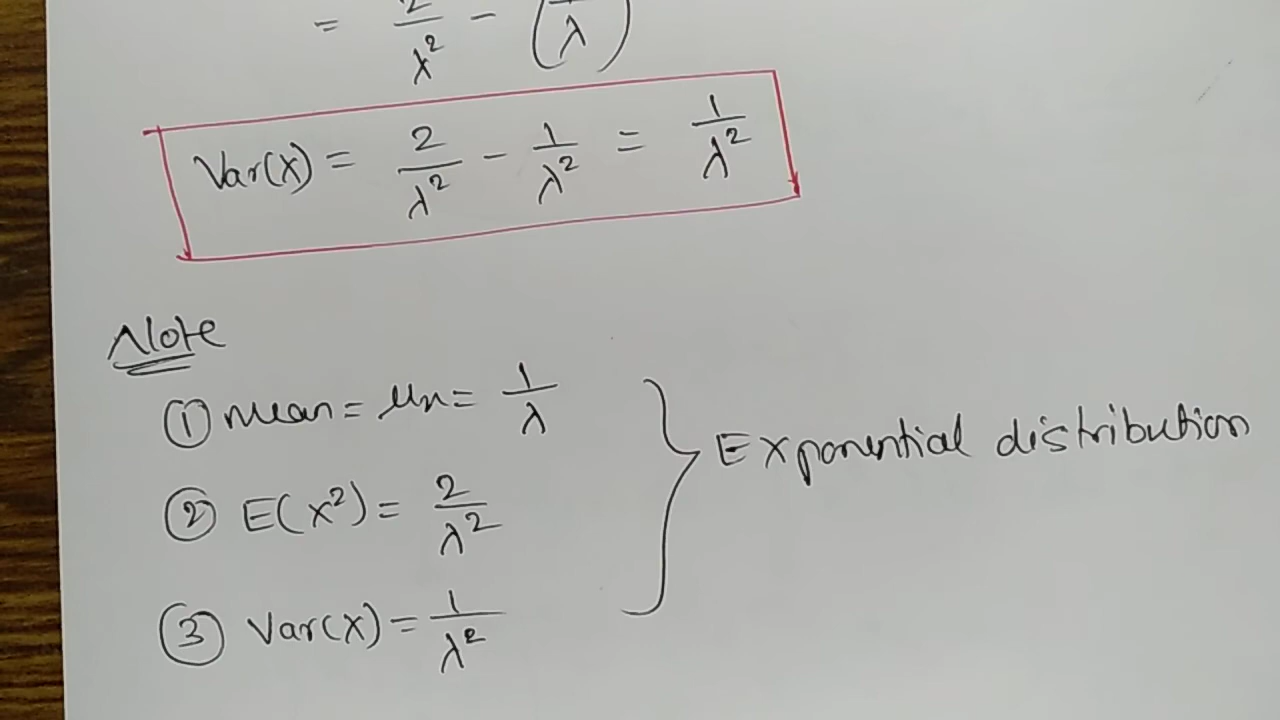 = 2/λ² - (1/λ)
Var(X) = 2/λ² - 1/λ² = 1/λ²
Note
① mean = μx = 1/λ
② E(X²) = 2/λ²
③ Var(X) = 1/λ²
} Exponential distribution